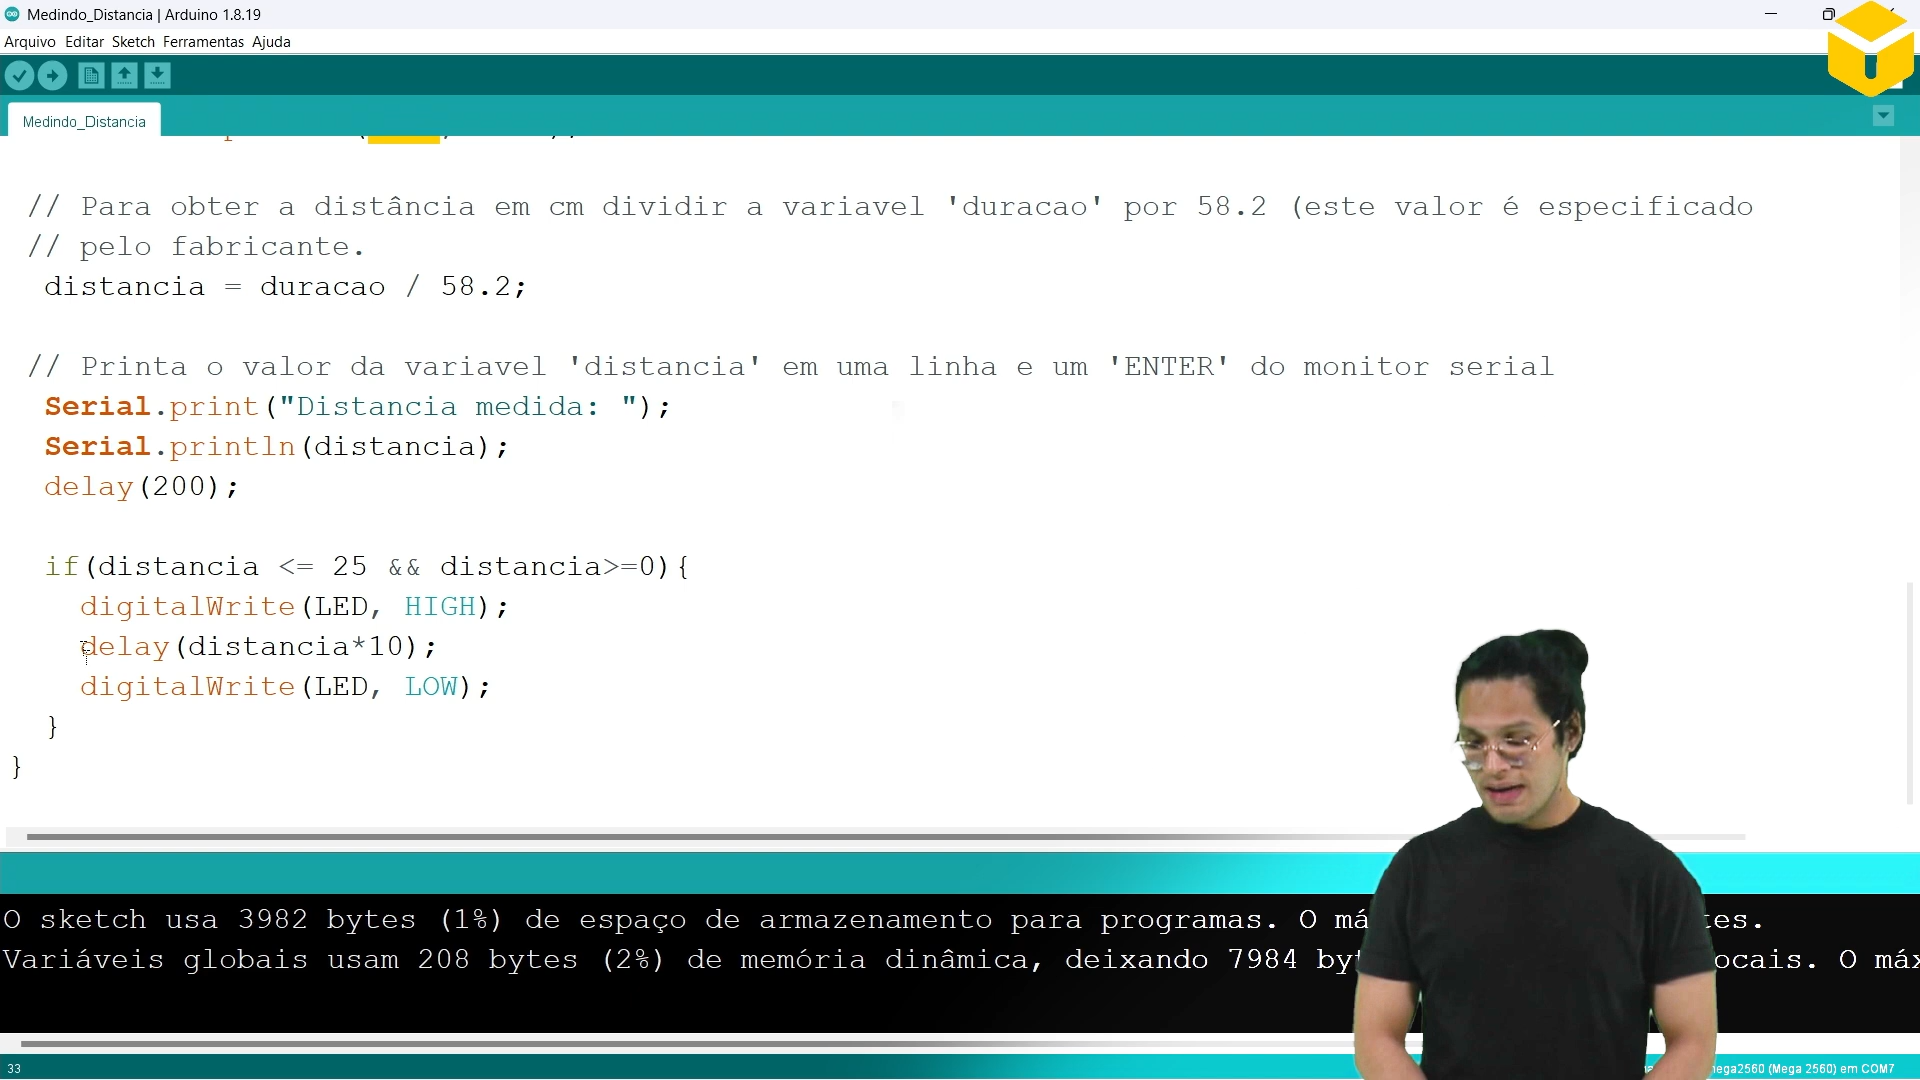 Medindo_Distancia | Arduino 1.8.19
Arquivo Editar Sketch Ferramentas Ajuda
Medindo_Distancia
// Para obter a distância em cm dividir a variavel 'duracao' por 58.2 (este valor é especificado
// pelo fabricante.
distancia = duracao / 58.2;
// Printa o valor da variavel 'distancia' em uma linha e um 'ENTER' do monitor serial
Serial.print("Distancia medida: ");
Serial.println(distancia);
delay(200);
if(distancia <= 25 && distancia>=0){
digitalWrite(LED, HIGH);
delay(distancia*10);
digitalWrite(LED, LOW);
}
}
O sketch usa 3982 bytes (1%) de espaço de armazenamento para programas. O
Variáveis globais usam 208 bytes (2%) de memória dinâmica, deixando 7984
33
(Mega 2560) em COM7